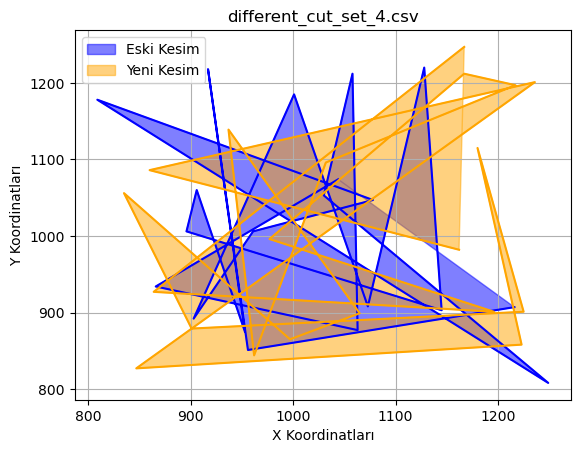 different_cut_set_4.csv
Eski Kesim
Yeni Kesim
Y Koordinatları
1200
1100
1000
900
800
800 900 1000 1100 1200
X Koordinatları